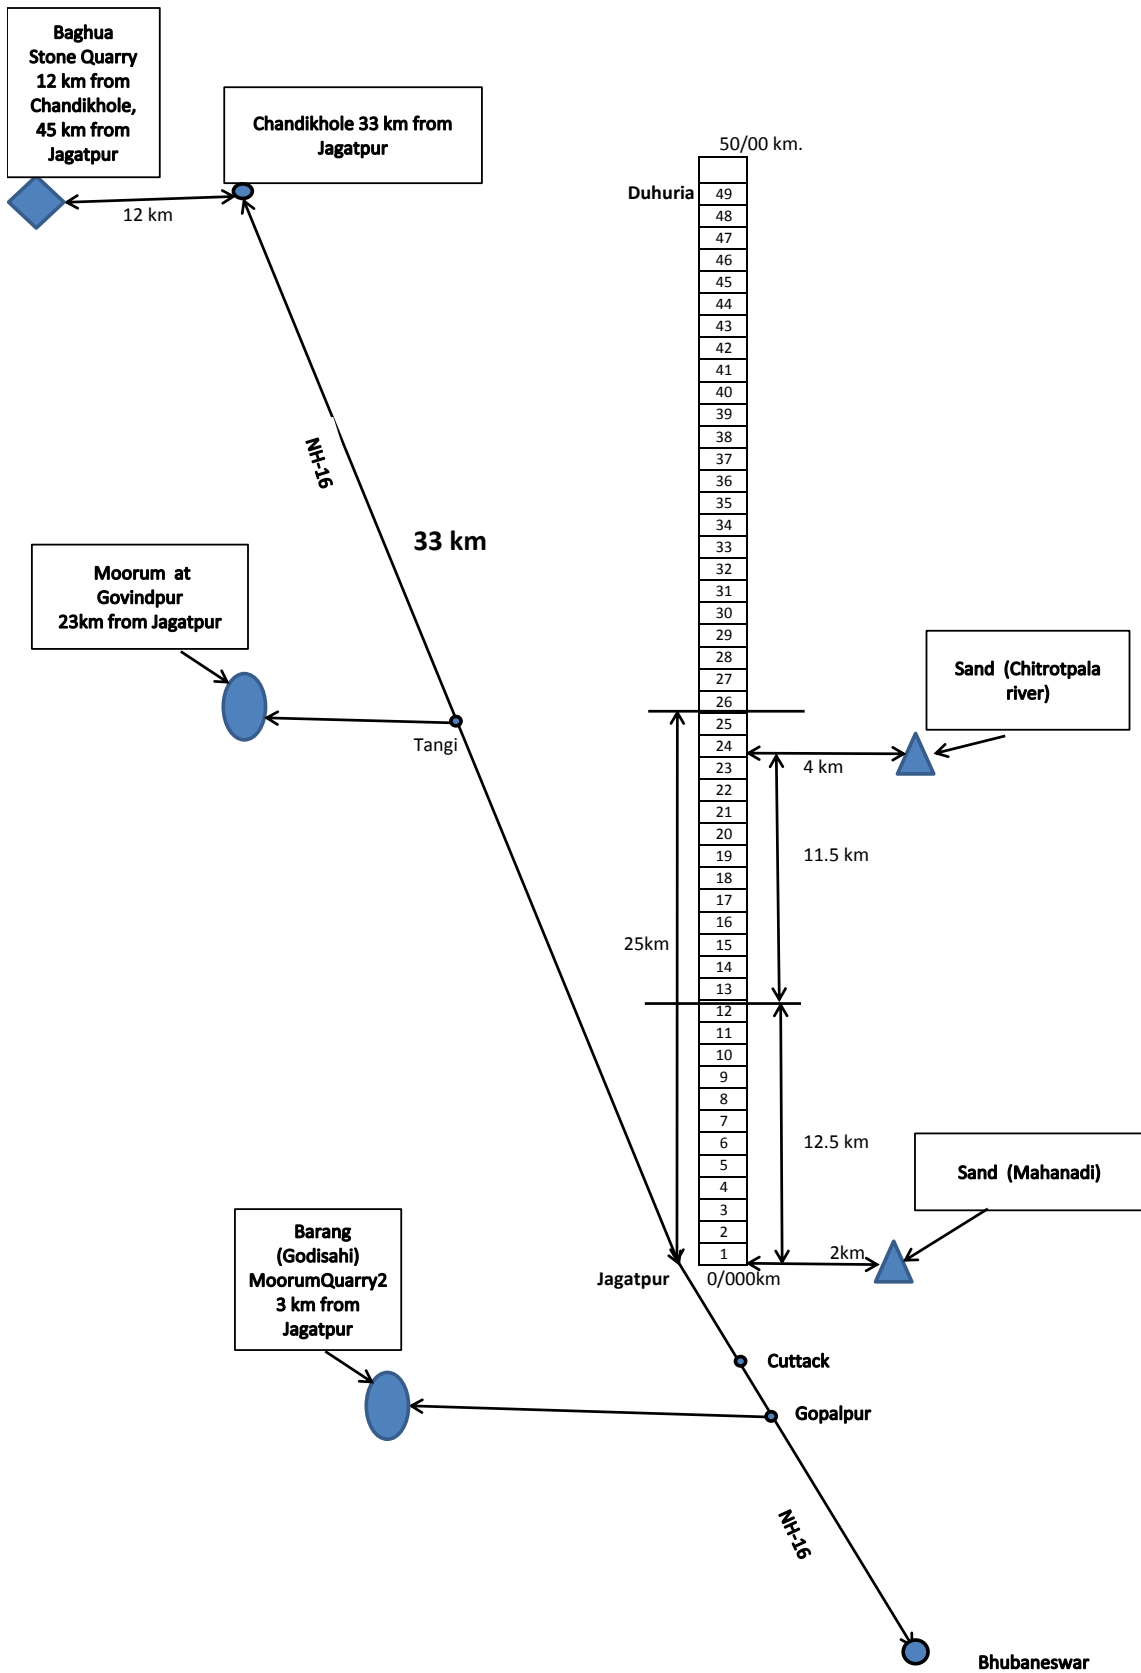 Baghua
Stone Quarry
12 km from
Chandikhole,
45 km from
Jagatpur
Chandikhole 33 km from
Jagatpur
12 km
50/00 km.
Duhuria
49
48
47
46
45
44
43
42
41
40
39
38
37
36
35
34
33
32
31
30
29
28
27
26
25
24
23
22
21
20
19
18
17
16
15
14
13
12
11
10
9
8
7
6
5
4
3
2
1
NH-16
33 km
Moorum at
Govindpur
23km from Jagatpur
Tangi
Sand (Chitrotpala
river)
4 km
11.5 km
25km
12.5 km
Sand (Mahanadi)
2km
Jagatpur
0/000km
Barang
(Godisahi)
MoorumQuarry2
3 km from
Jagatpur
Cuttack
Gopalpur
NH-16
Bhubaneswar